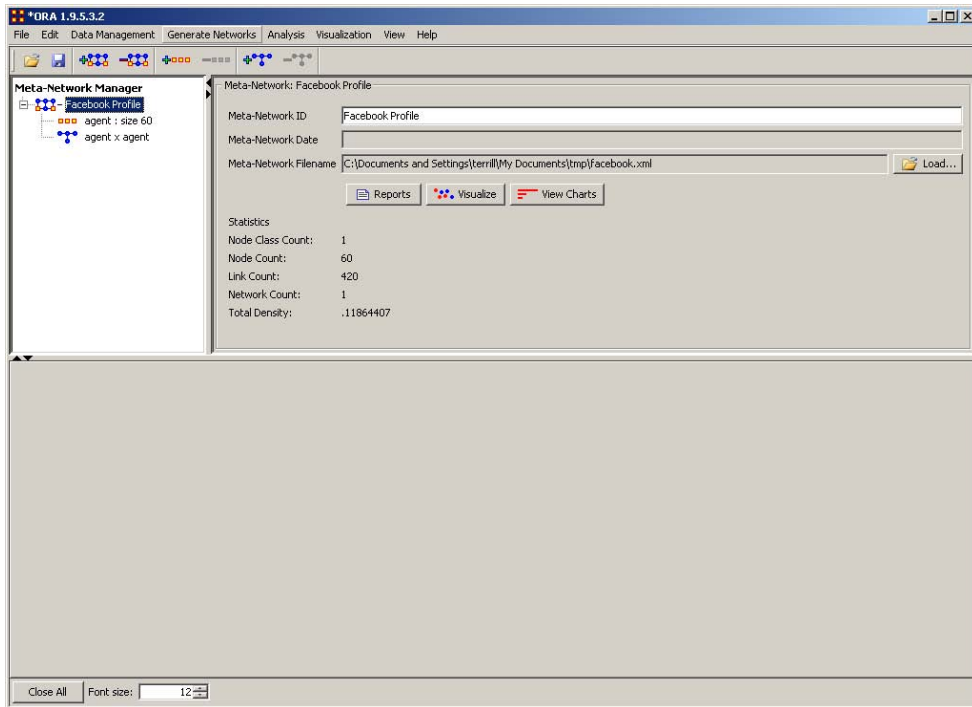 *ORA 1.9.5.3.2
File Edit Data Management Generate Networks Analysis Visualization View Help
Meta-Network Manager
Facebook Profile
agent : size 60
agent x agent
Meta-Network: Facebook Profile
Meta-Network ID Facebook Profile
Meta-Network Date
Meta-Network Filename C:\Documents and Settings\terrill\My Documents\tmp\facebook.xml Load...
Reports Visualize View Charts
Statistics
Node Class Count: 1
Node Count: 60
Link Count: 420
Network Count: 1
Total Density: .11864407
Close All Font size: 12